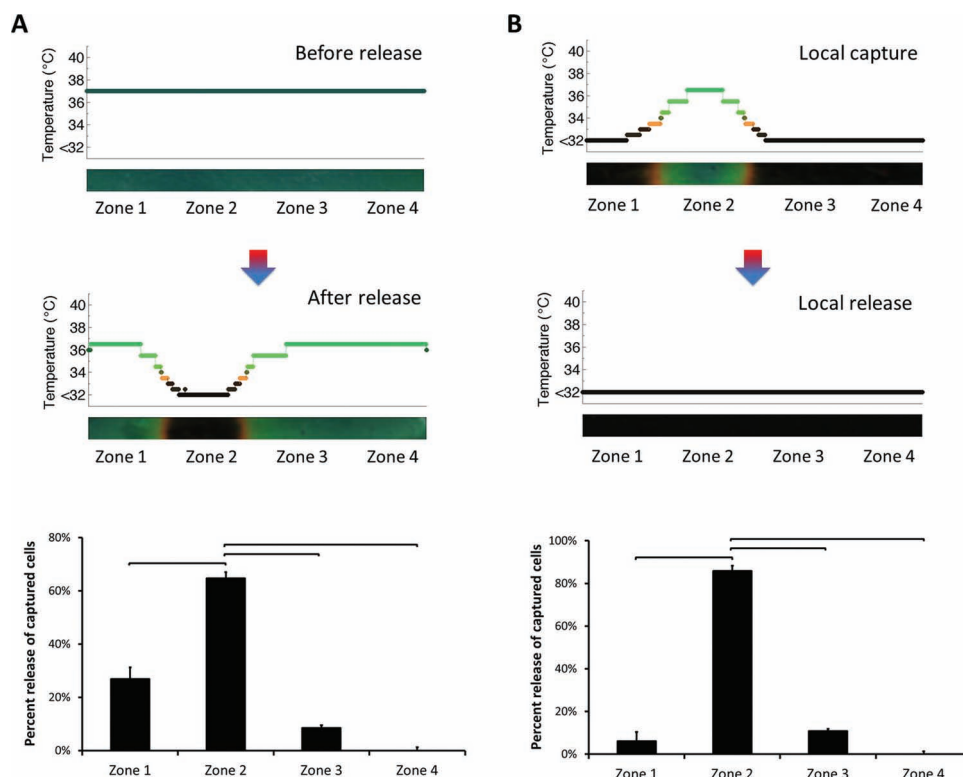 A
Before release
Temperature (°C)
40
38
36
34
<32
Zone 1 Zone 2 Zone 3 Zone 4
After release
Temperature (°C)
40
38
36
34
<32
Zone 1 Zone 2 Zone 3 Zone 4
Percent release of captured cells
80%
60%
40%
20%
0%
Zone 1 Zone 2 Zone 3 Zone 4
B
Local capture
Temperature (°C)
40
38
36
34
<32
Zone 1 Zone 2 Zone 3 Zone 4
Local release
Temperature (°C)
40
38
36
34
<32
Zone 1 Zone 2 Zone 3 Zone 4
Percent release of captured cells
100%
80%
60%
40%
20%
0%
Zone 1 Zone 2 Zone 3 Zone 4